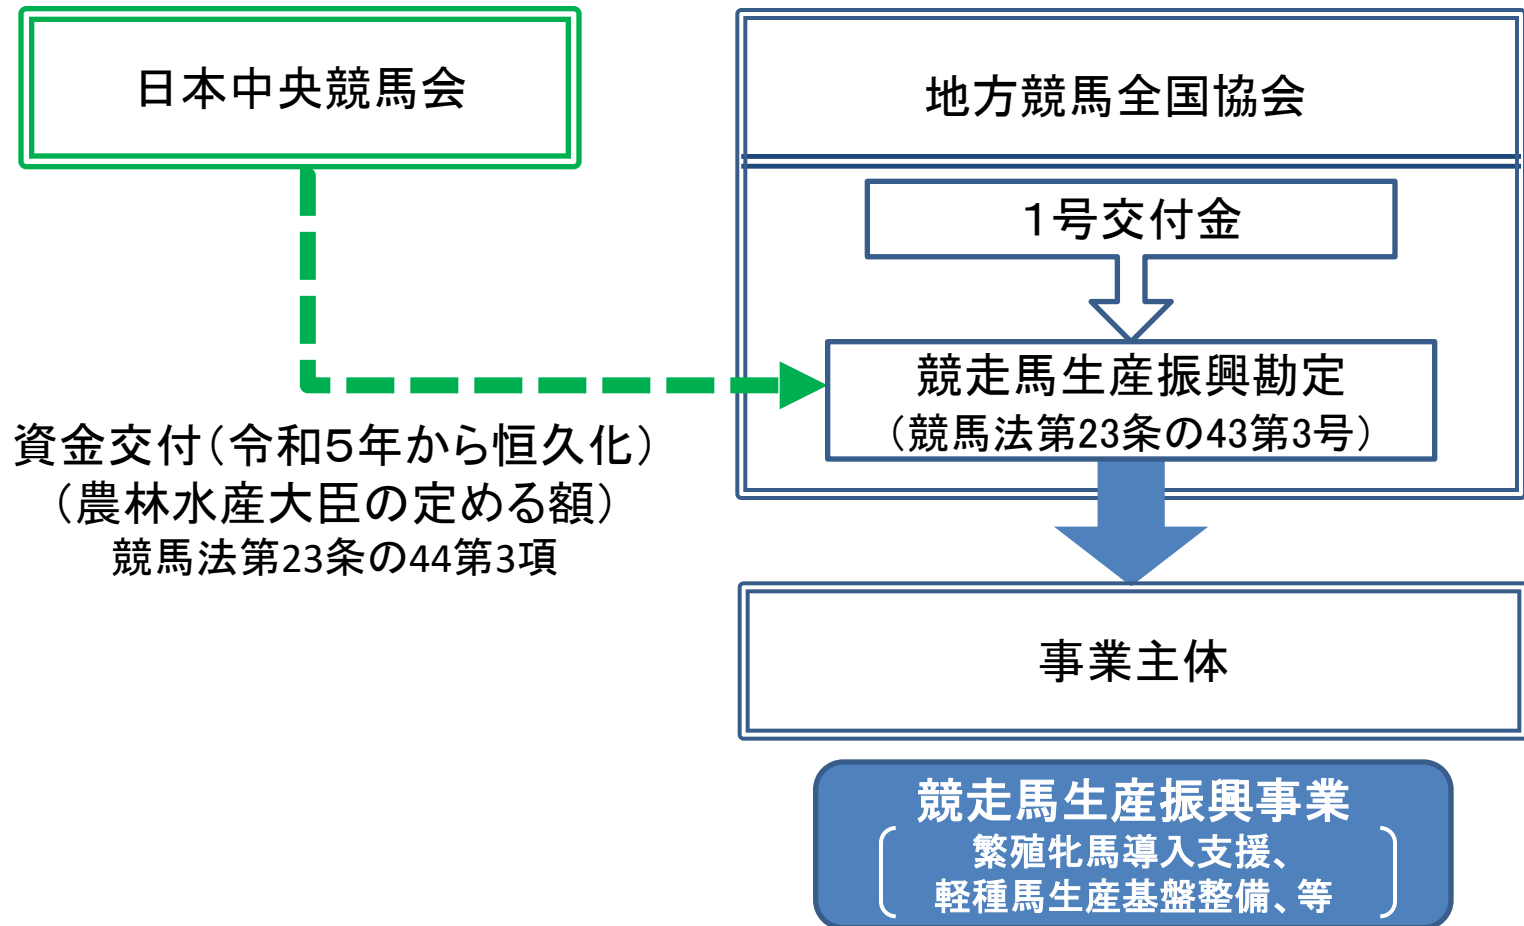 日本中央競馬会
地方競馬全国協会
１号交付金
競走馬生産振興勘定
（競馬法第23条の43第3号）
資金交付（令和５年から恒久化）
（農林水産大臣の定める額）
競馬法第23条の44第3項
事業主体
競走馬生産振興事業
繁殖牝馬導入支援、
軽種馬生産基盤整備、等